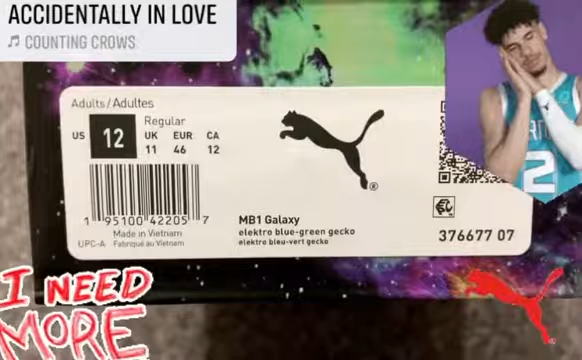 ACCIDENTALLY IN LOVE
COUNTING CROWS
Adults/Adultes
Regular
US 12 UK EUR CA
11 46 12
1 95100 42205 7
Made in Vietnam
UPC-A Fabriqué au Vietnam
MB1 Galaxy
elektro blue-green gecko
elektro bleu-vert gecko
376677 07
2
I NEED
MORE